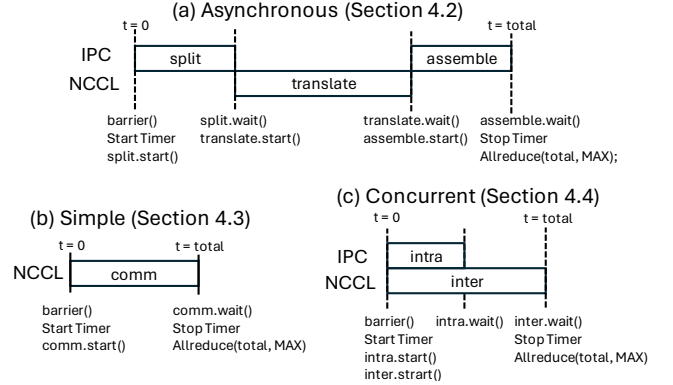 (a) Asynchronous (Section 4.2)
t = 0
t = total
IPC
split
assemble
NCCL
translate
barrier()
Start Timer
split.start()
split.wait()
translate.start()
translate.wait()
assemble.start()
assemble.wait()
Stop Timer
Allreduce(total, MAX);
(b) Simple (Section 4.3)
t = 0
t = total
NCCL
comm
barrier()
Start Timer
comm.start()
comm.wait()
Stop Timer
Allreduce(total, MAX)
(c) Concurrent (Section 4.4)
t = 0
t = total
IPC
intra
NCCL
inter
barrier()
Start Timer
intra.start()
inter.strart()
intra.wait()
inter.wait()
Stop Timer
Allreduce(total, MAX)